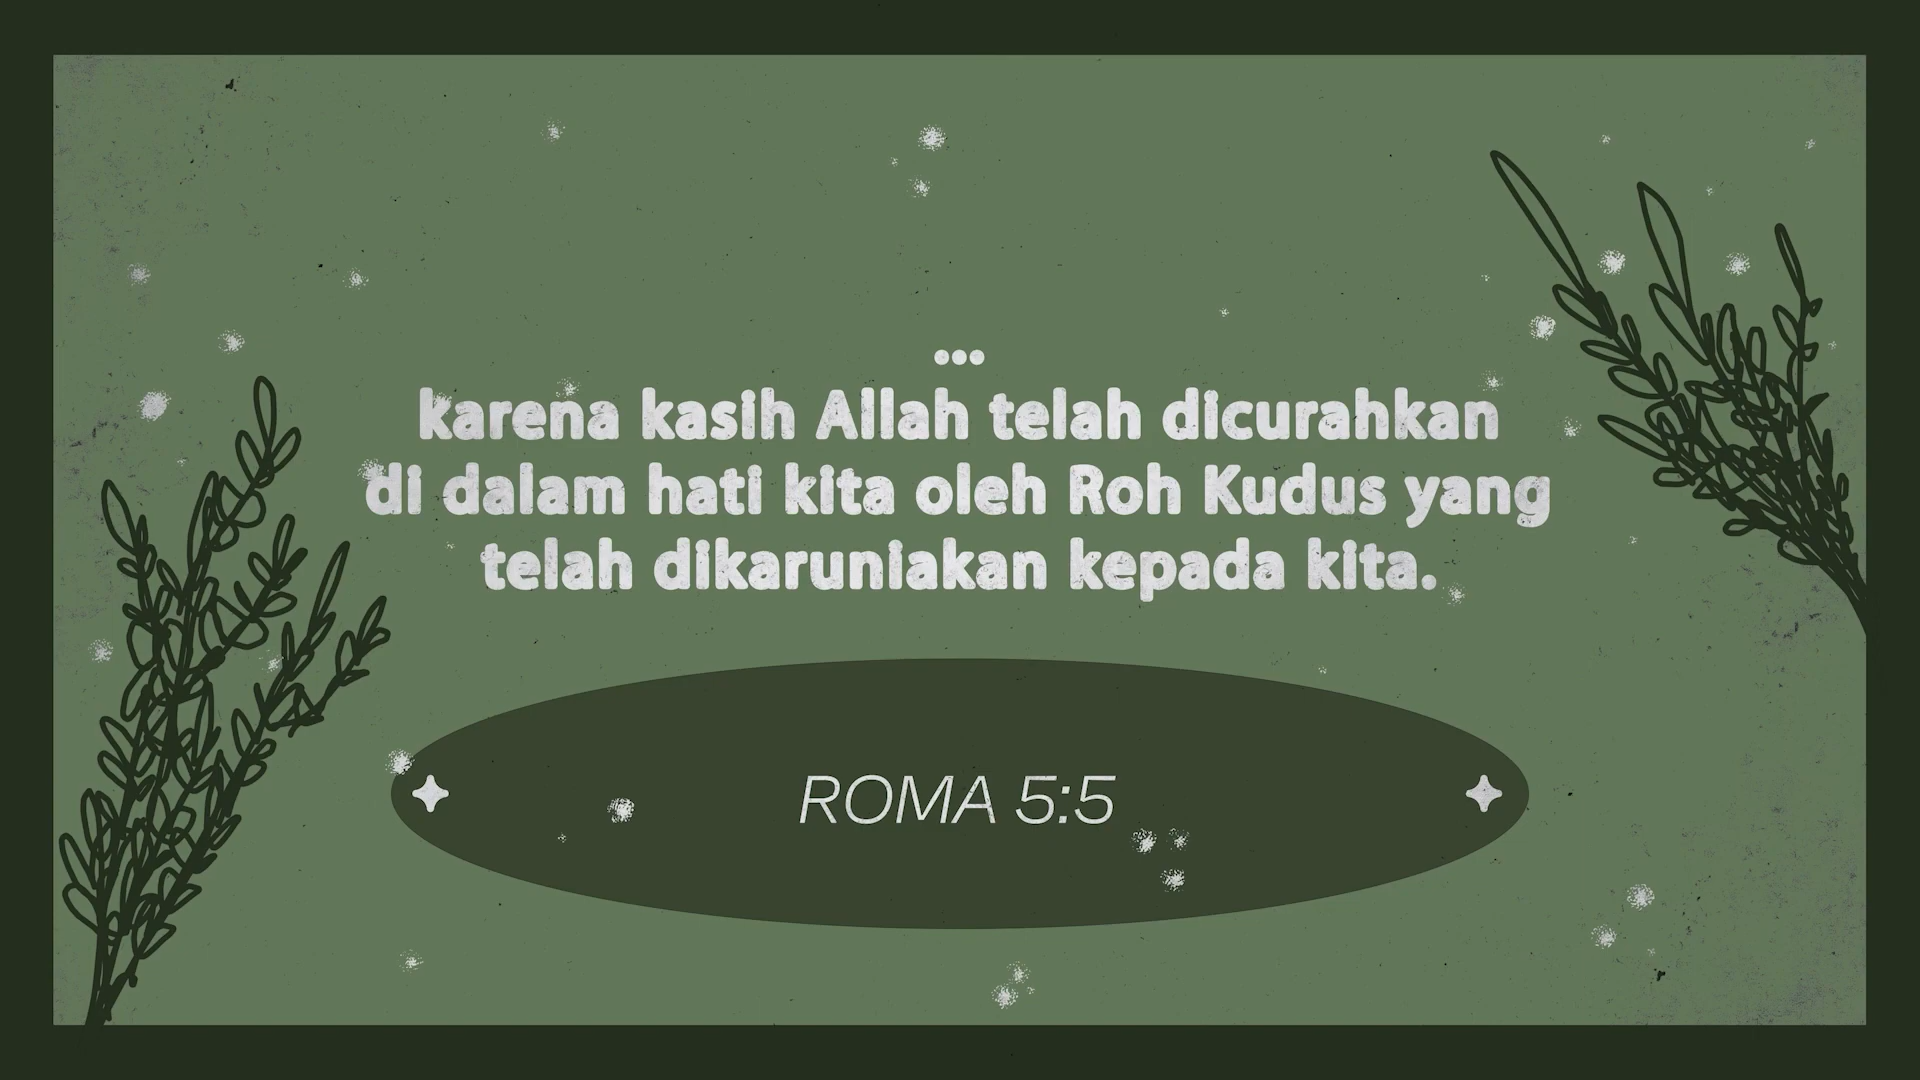 ...
karena kasih Allah telah dicurahkan
di dalam hati kita oleh Roh Kudus yang
telah dikaruniakan kepada kita.
ROMA 5:5